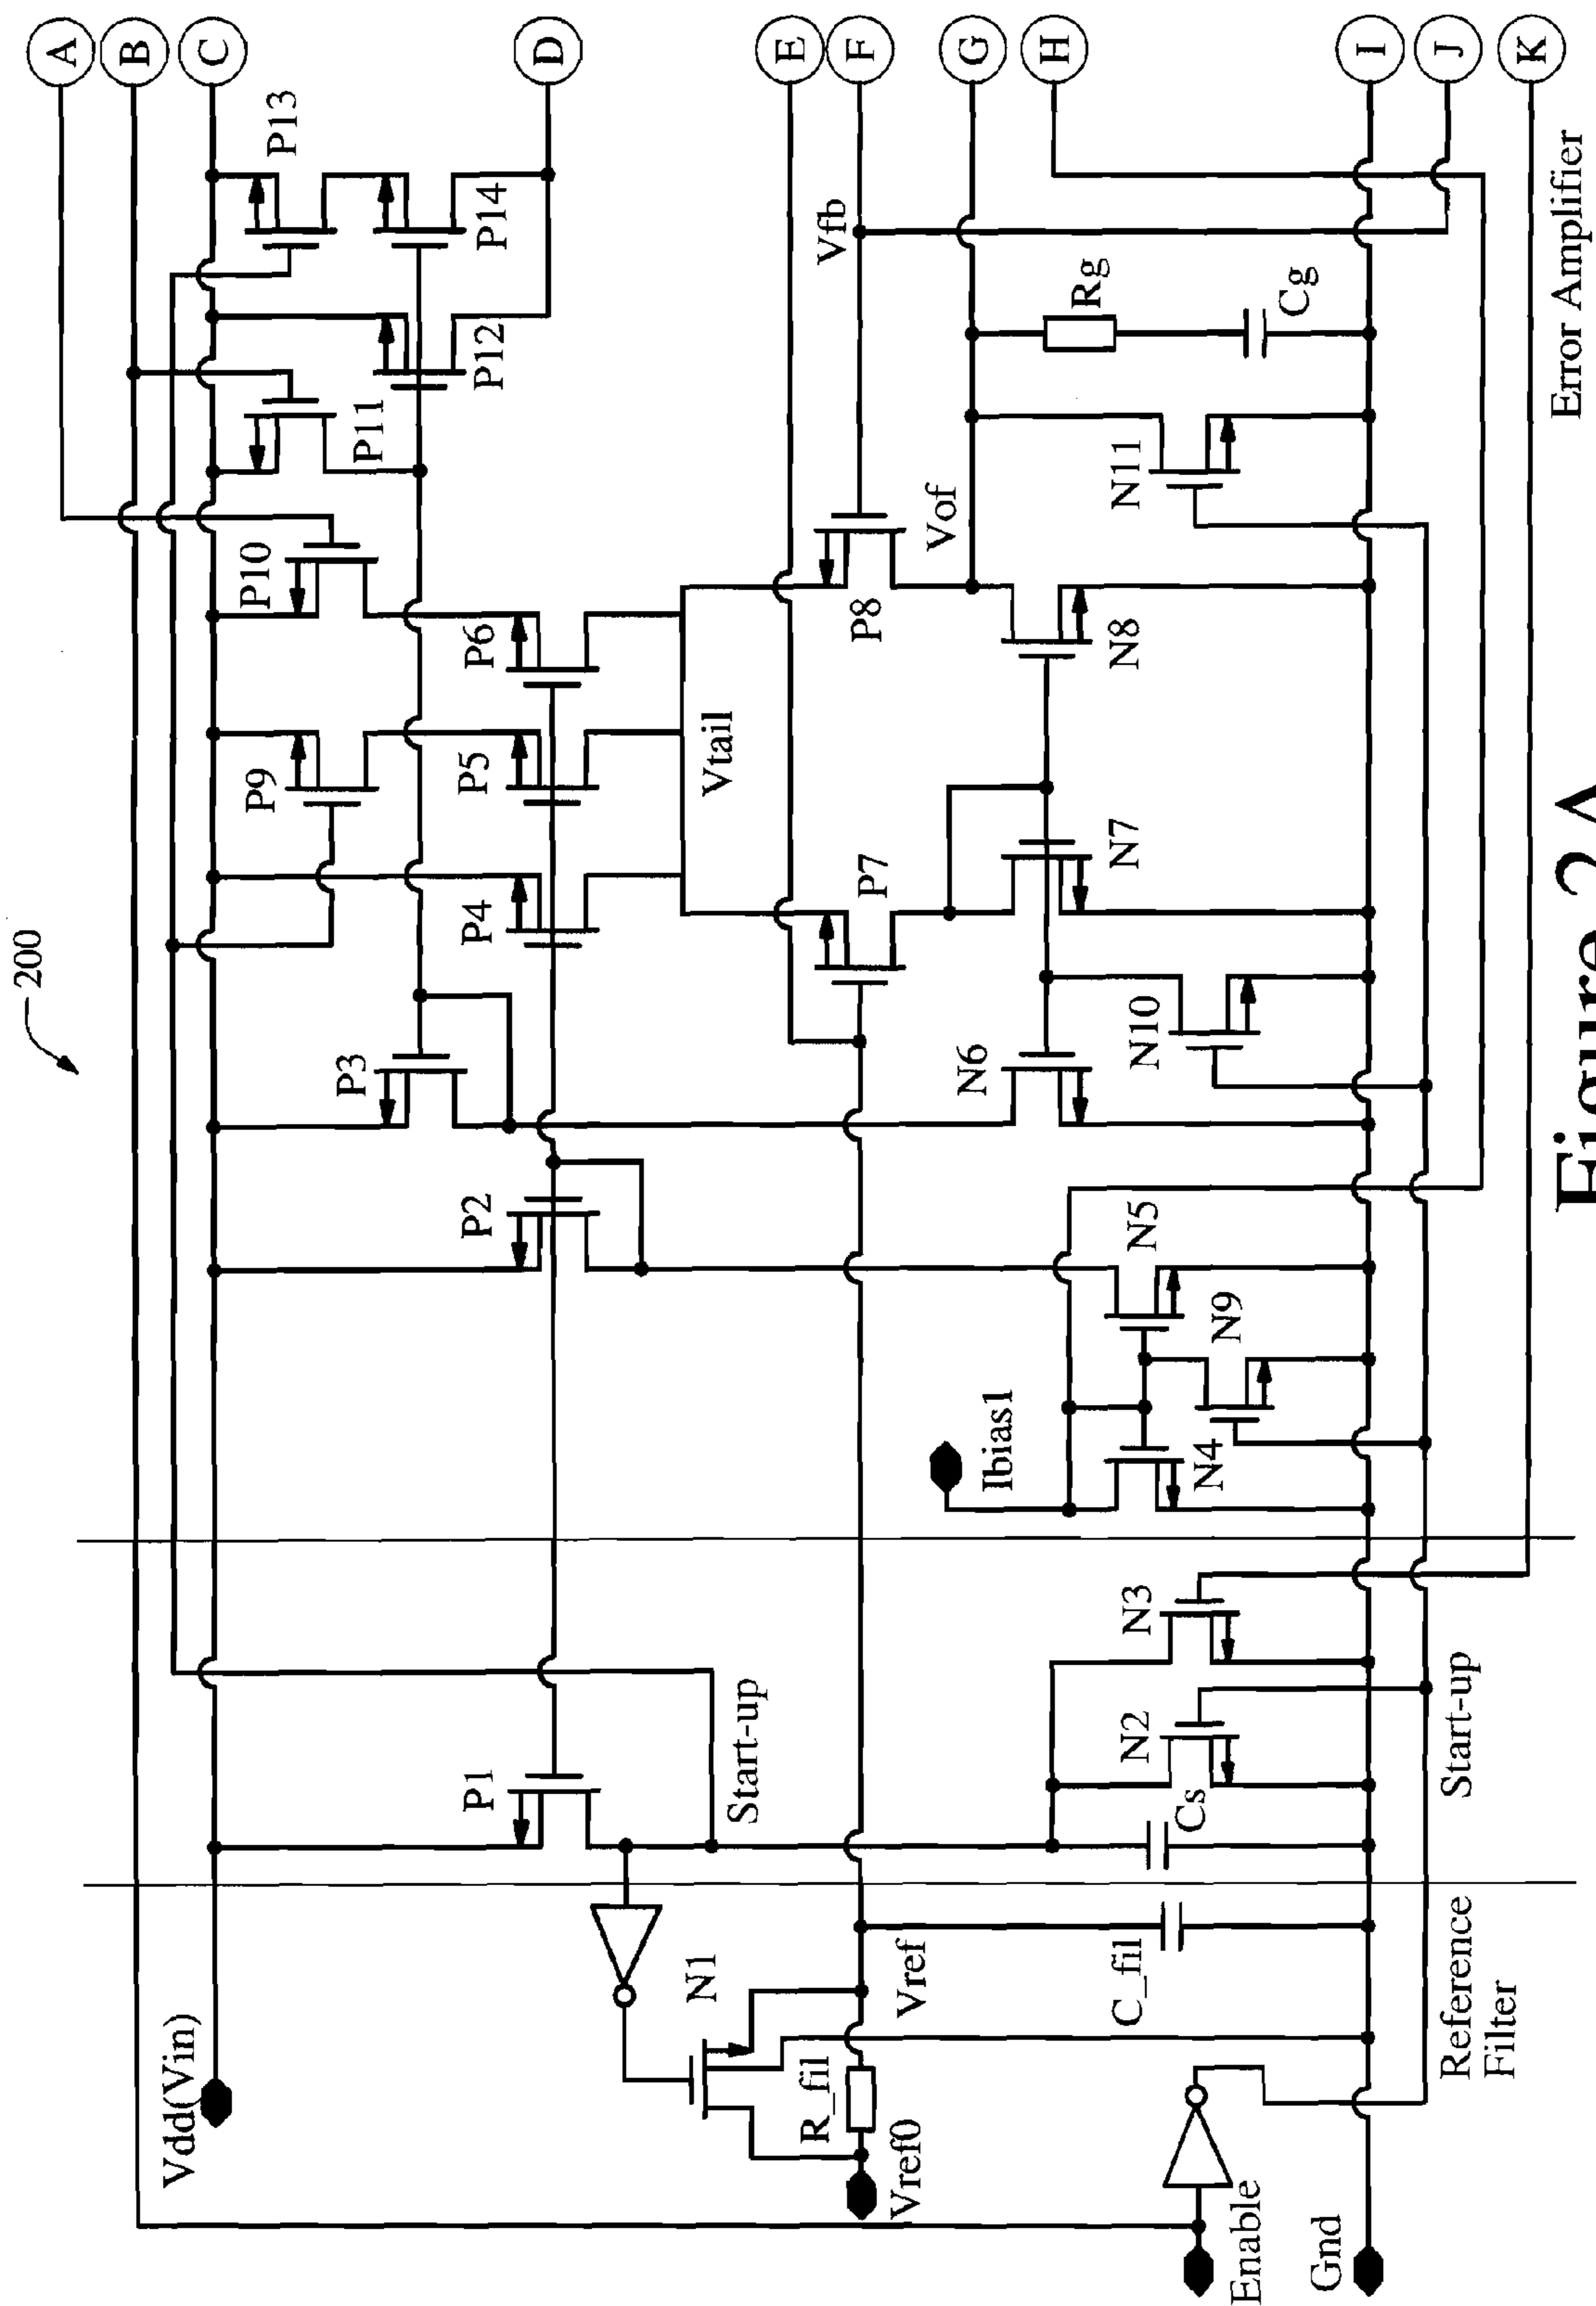 200
A
B
C
D
E
F
G
H
I
J
K
Vdd(Vin)
P13
P14
P12
P11
P10
P9
P6
P5
P4
P3
P2
P1
Vtail
Start-up
N1
R_fil
Vref0
Vref
C_fil
Enable
Gnd
Reference
Filter
Cs
N2
N3
Start-up
Ibias1
N4
N9
N5
N6
N10
N7
P7
P8
N8
Vof
N11
Vfb
Rg
Cg
Error Amplifier
Figure 2A